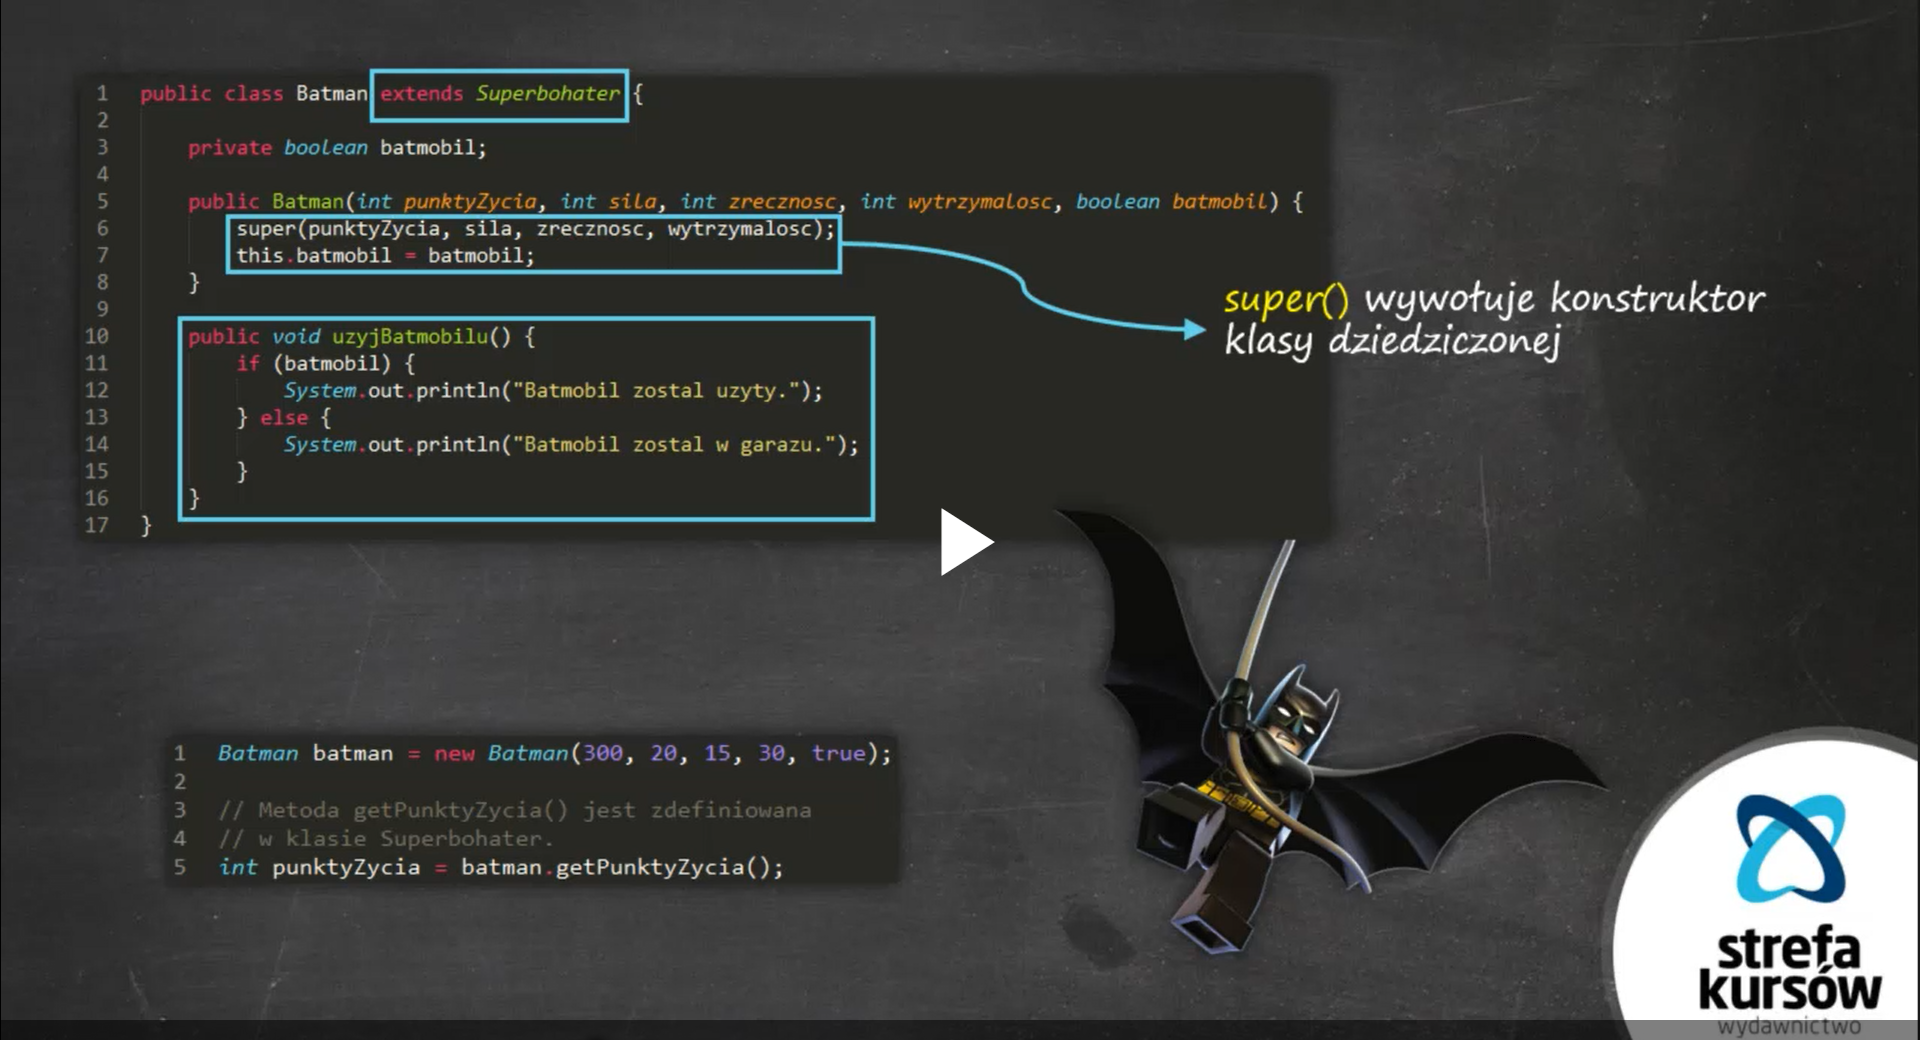 1 public class Batman extends Superbohater {
2
3 private boolean batmobil;
4
5 public Batman(int punktyZycia, int sila, int zrecznosc, int wytrzymalosc, boolean batmobil) {
6 super(punktyZycia, sila, zrecznosc, wytrzymalosc);
7 this.batmobil = batmobil;
8 }
9
10 public void uzyjBatmobilu() {
11 if (batmobil) {
12 System.out.println("Batmobil zostal uzyty.");
13 } else {
14 System.out.println("Batmobil zostal w garazu.");
15 }
16 }
17 }
super() wywołuje konstruktor
klasy dziedziczonej
1 Batman batman = new Batman(300, 20, 15, 30, true);
2
3 // Metoda getPunktyZycia() jest zdefiniowana
4 // w klasie Superbohater.
5 int punktyZycia = batman.getPunktyZycia();
strefa
kursów
wydawnictwo